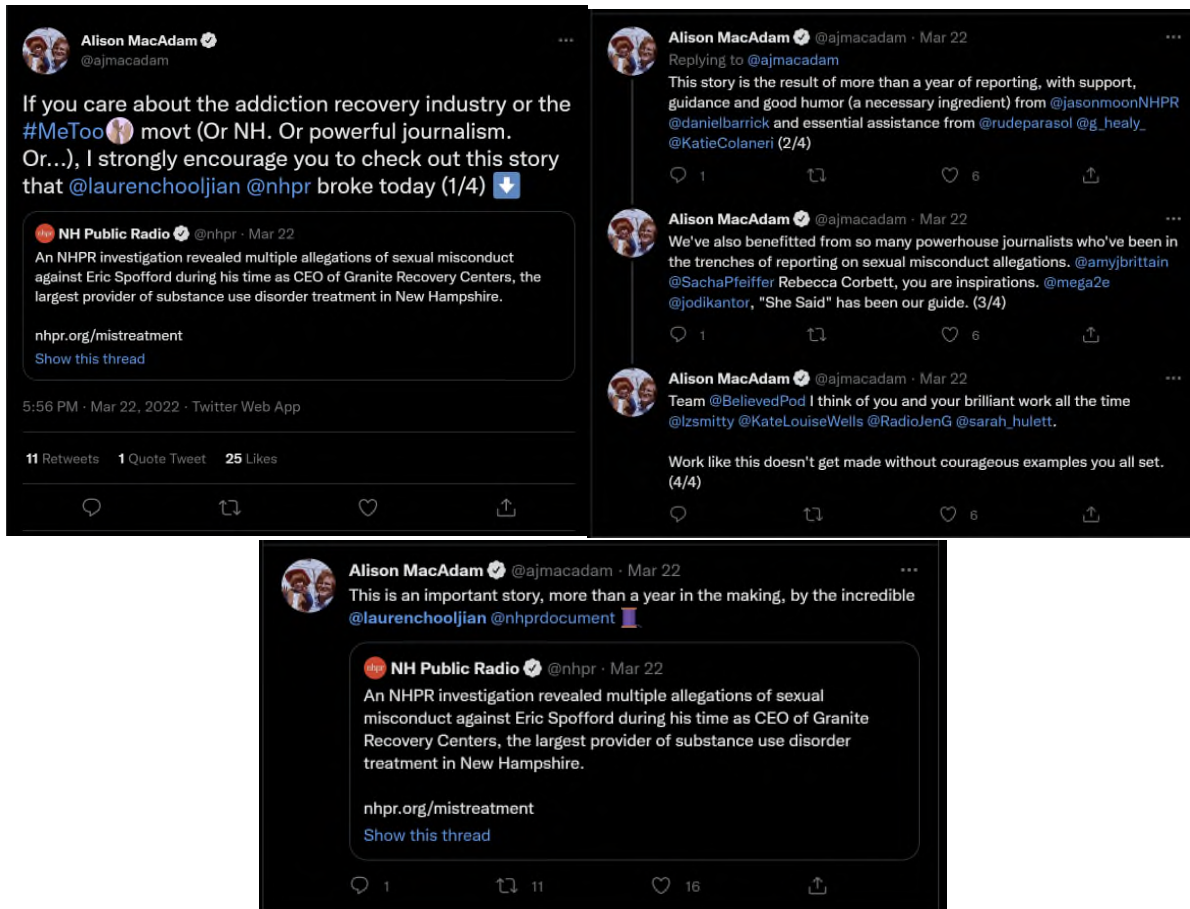 Alison MacAdam
@ajmacadam
If you care about the addiction recovery industry or the
#MeToo movt (Or NH. Or powerful journalism.
Or...), I strongly encourage you to check out this story
that @laurenchooljian @nhpr broke today (1/4) ⬇️
nhpr NH Public Radio @nhpr · Mar 22
An NHPR investigation revealed multiple allegations of sexual misconduct
against Eric Spofford during his time as CEO of Granite Recovery Centers, the
largest provider of substance use disorder treatment in New Hampshire.
nhpr.org/mistreatment
Show this thread
5:56 PM · Mar 22, 2022 · Twitter Web App
11 Retweets 1 Quote Tweet 25 Likes
Alison MacAdam @ajmacadam · Mar 22
Replying to @ajmacadam
This story is the result of more than a year of reporting, with support,
guidance and good humor (a necessary ingredient) from @jasonmoonNHPR
@danielbarrick and essential assistance from @rudeparasol @g_healy_
@KatieColaneri (2/4)
1 6
Alison MacAdam @ajmacadam · Mar 22
We've also benefitted from so many powerhouse journalists who've been in
the trenches of reporting on sexual misconduct allegations. @amyjbrittain
@SachaPfeiffer Rebecca Corbett, you are inspirations. @mega2e
@jodikantor, "She Said" has been our guide. (3/4)
1 6
Alison MacAdam @ajmacadam · Mar 22
Team @BelievedPod I think of you and your brilliant work all the time
@lzsmitty @KateLouiseWells @RadioJenG @sarah_hulett.
Work like this doesn't get made without courageous examples you all set.
(4/4)
6
Alison MacAdam @ajmacadam · Mar 22
This is an important story, more than a year in the making, by the incredible
@laurenchooljian @nhprdocument 🧵
nhpr NH Public Radio @nhpr · Mar 22
An NHPR investigation revealed multiple allegations of sexual
misconduct against Eric Spofford during his time as CEO of Granite
Recovery Centers, the largest provider of substance use disorder
treatment in New Hampshire.
nhpr.org/mistreatment
Show this thread
1 11 16